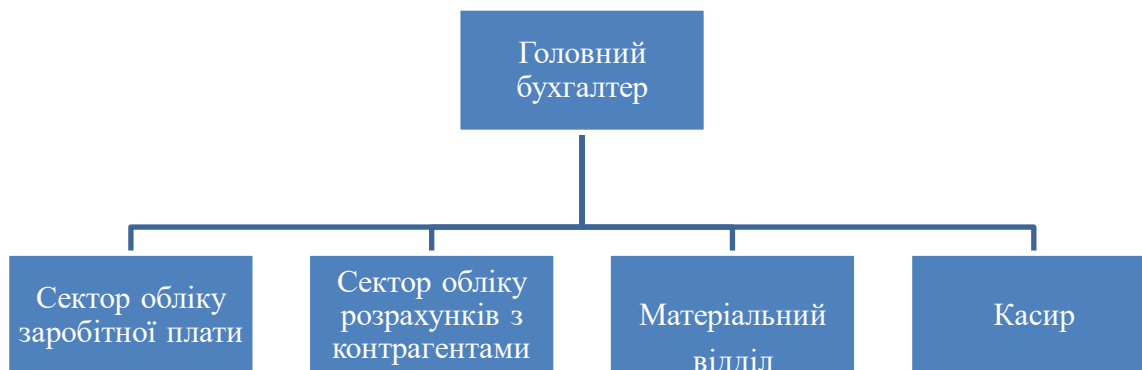 Головний
бухгалтер
Сектор обліку
заробітної плати
Сектор обліку
розрахунків з
контрагентами
Матеріальний
відділ
Касир